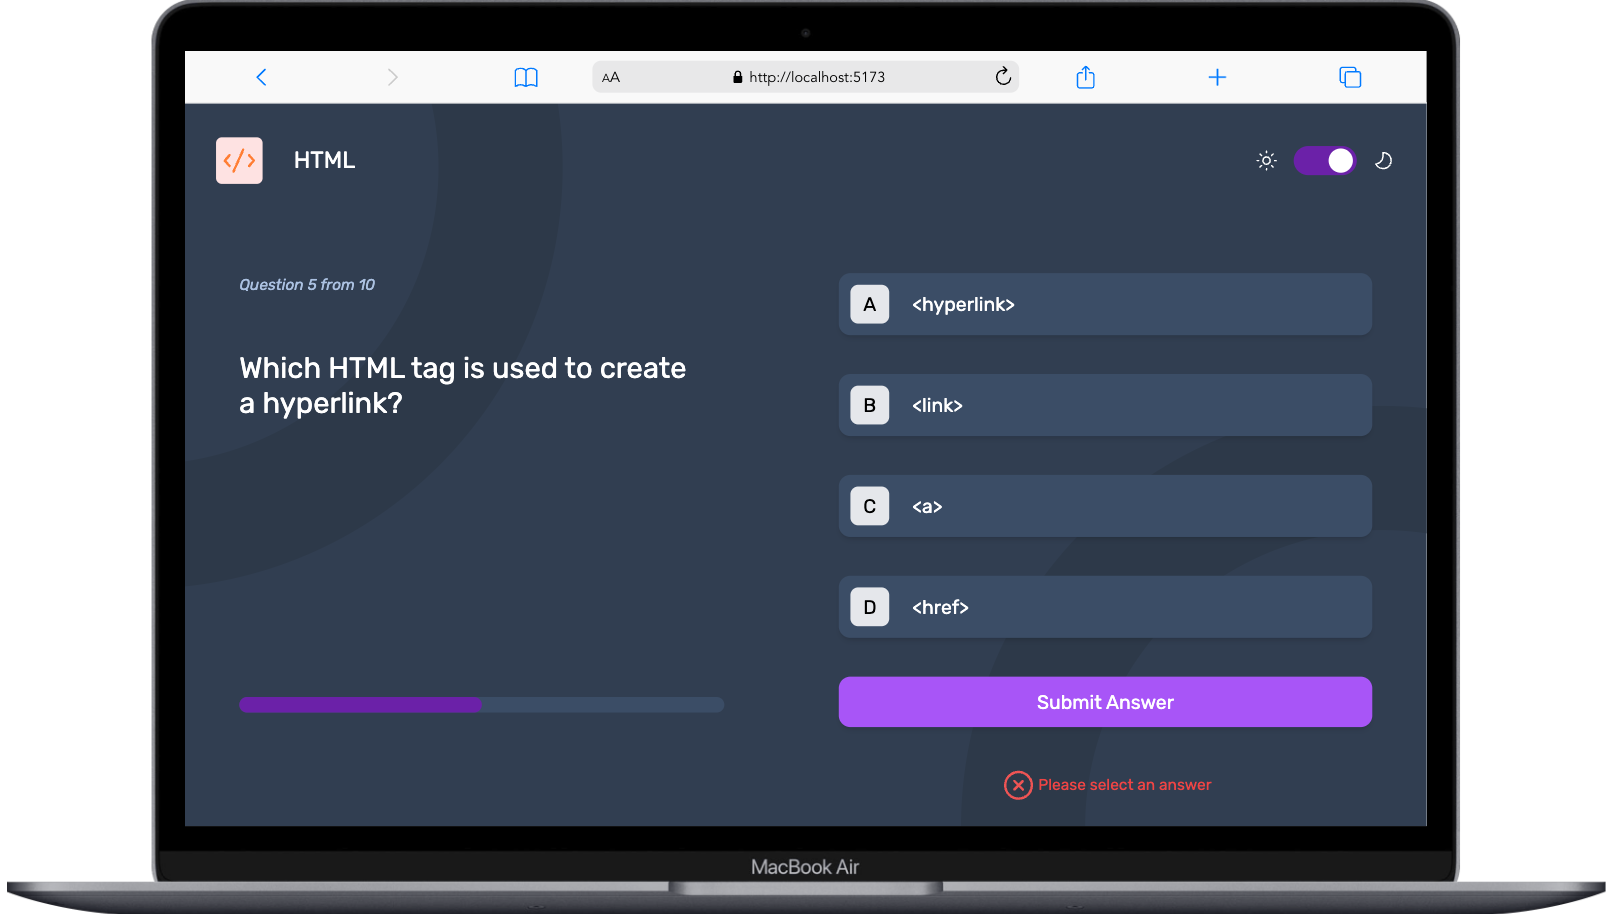 AA
http://localhost:5173
</>
HTML
Question 5 from 10
Which HTML tag is used to create
a hyperlink?
A <hyperlink>
B <link>
C <a>
D <href>
Submit Answer
Please select an answer
MacBook Air